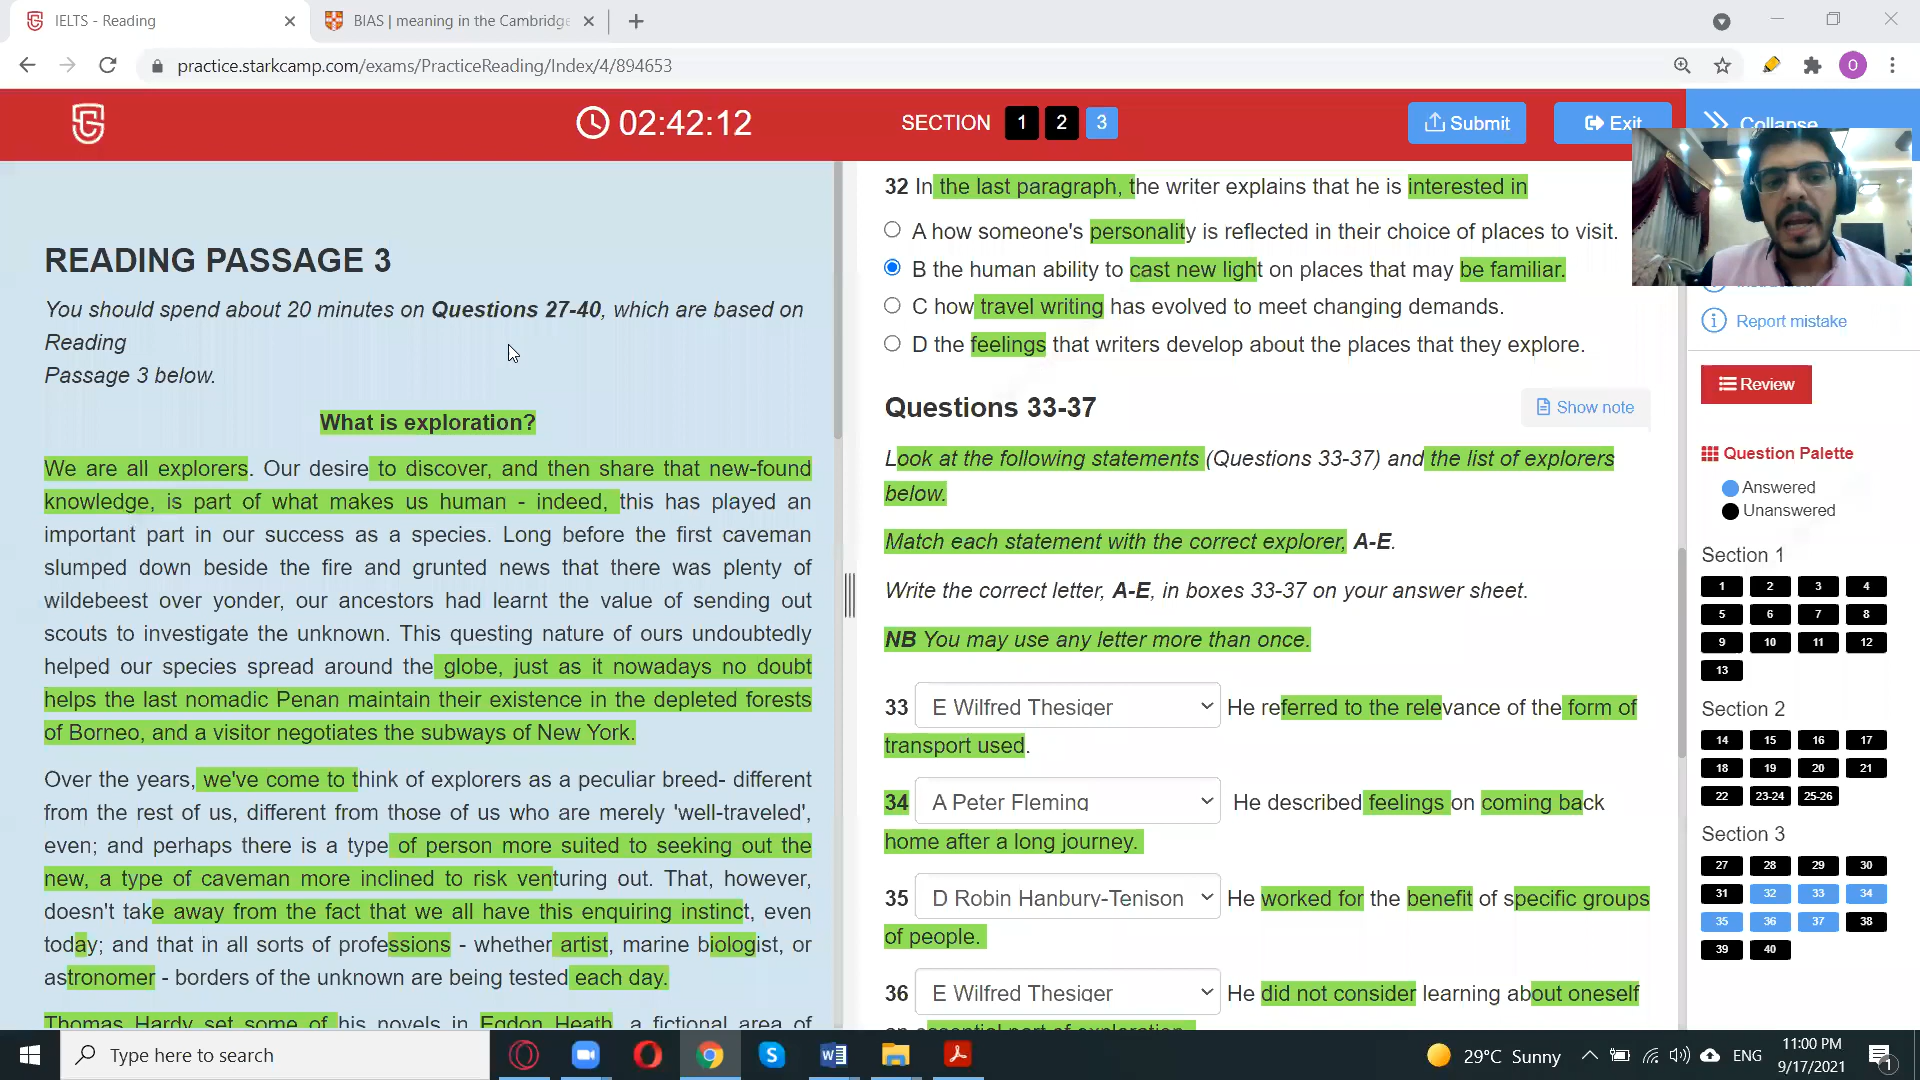 IELTS - Reading
BIAS | meaning in the Cambridge
practice.starkcamp.com/exams/PracticeReading/Index/4/894653
O
02:42:12
SECTION 1 2 3
Submit
Exit
Collapse
READING PASSAGE 3
You should spend about 20 minutes on Questions 27-40, which are based on
Reading
Passage 3 below.
What is exploration?
We are all explorers. Our desire to discover, and then share that new-found
knowledge, is part of what makes us human - indeed, this has played an
important part in our success as a species. Long before the first caveman
slumped down beside the fire and grunted news that there was plenty of
wildebeest over yonder, our ancestors had learnt the value of sending out
scouts to investigate the unknown. This questing nature of ours undoubtedly
helped our species spread around the globe, just as it nowadays no doubt
helps the last nomadic Penan maintain their existence in the depleted forests
of Borneo, and a visitor negotiates the subways of New York.
Over the years, we've come to think of explorers as a peculiar breed- different
from the rest of us, different from those of us who are merely 'well-traveled',
even; and perhaps there is a type of person more suited to seeking out the
new, a type of caveman more inclined to risk venturing out. That, however,
doesn't take away from the fact that we all have this enquiring instinct, even
today; and that in all sorts of professions - whether artist, marine biologist, or
astronomer - borders of the unknown are being tested each day.
Thomas Hardy set some of his novels in Egdon Heath, a fictional area of
32 In the last paragraph, the writer explains that he is interested in
A how someone's personality is reflected in their choice of places to visit.
B the human ability to cast new light on places that may be familiar.
C how travel writing has evolved to meet changing demands.
D the feelings that writers develop about the places that they explore.
Questions 33-37
Show note
Look at the following statements (Questions 33-37) and the list of explorers
below.
Match each statement with the correct explorer, A-E.
Write the correct letter, A-E, in boxes 33-37 on your answer sheet.
NB You may use any letter more than once.
33 E Wilfred Thesiger He referred to the relevance of the form of
transport used.
34 A Peter Fleming He described feelings on coming back
home after a long journey.
35 D Robin Hanbury-Tenison He worked for the benefit of specific groups
of people.
36 E Wilfred Thesiger He did not consider learning about oneself
an essential part of exploration.
Report mistake
Review
Question Palette
Answered
Unanswered
Section 1
1 2 3 4
5 6 7 8
9 10 11 12
13
Section 2
14 15 16 17
18 19 20 21
22 23-24 25-26
Section 3
27 28 29 30
31 32 33 34
35 36 37 38
39 40
Type here to search
29°C Sunny
ENG
11:00 PM
9/17/2021
1